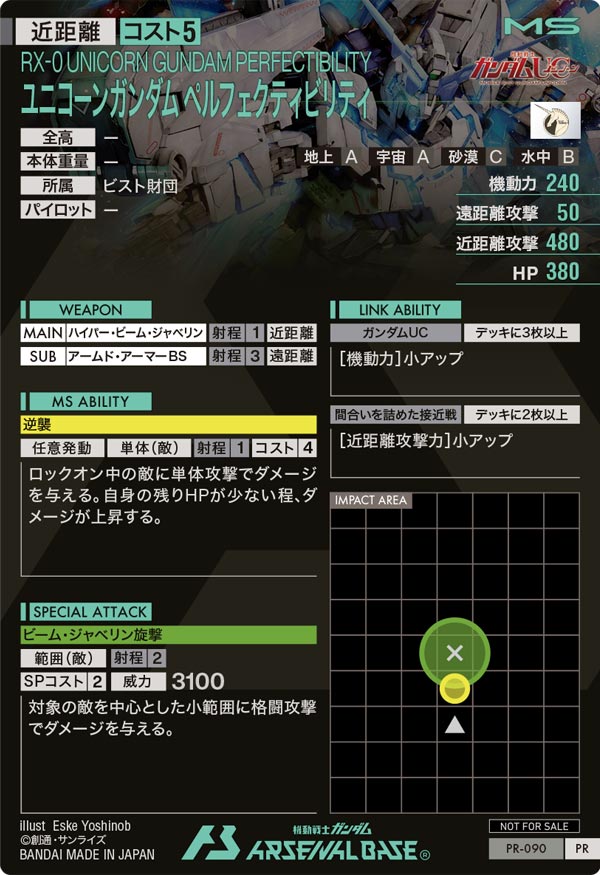 近距離 コスト5 MS
RX-0 UNICORN GUNDAM PERFECTIBILITY
ユニコーンガンダム ペルフェクティビリティ
機動戦士
ガンダムUC
全高 ー
本体重量 ー
所属 ビスト財団
パイロット ー
地上 A 宇宙 A 砂漠 C 水中 B
機動力 240
遠距離攻撃 50
近距離攻撃 480
HP 380
WEAPON
MAIN ハイパー・ビーム・ジャベリン 射程 1 近距離
SUB アームド・アーマーBS 射程 3 遠距離
MS ABILITY
逆襲
任意発動 単体(敵) 射程 1 コスト 4
ロックオン中の敵に単体攻撃でダメージ
を与える。自身の残りHPが少ない程、ダ
メージが上昇する。
SPECIAL ATTACK
ビーム・ジャベリン旋撃
範囲(敵) 射程 2
SPコスト 2 威力 3100
対象の敵を中心とした小範囲に格闘攻撃
でダメージを与える。
LINK ABILITY
ガンダムUC デッキに3枚以上
[機動力]小アップ
間合いを詰めた接近戦 デッキに2枚以上
[近距離攻撃力]小アップ
IMPACT AREA
illust Eske Yoshinob
©創通・サンライズ
BANDAI MADE IN JAPAN
機動戦士ガンダム
AB ARSENAL BASE®
NOT FOR SALE
PR-090 PR